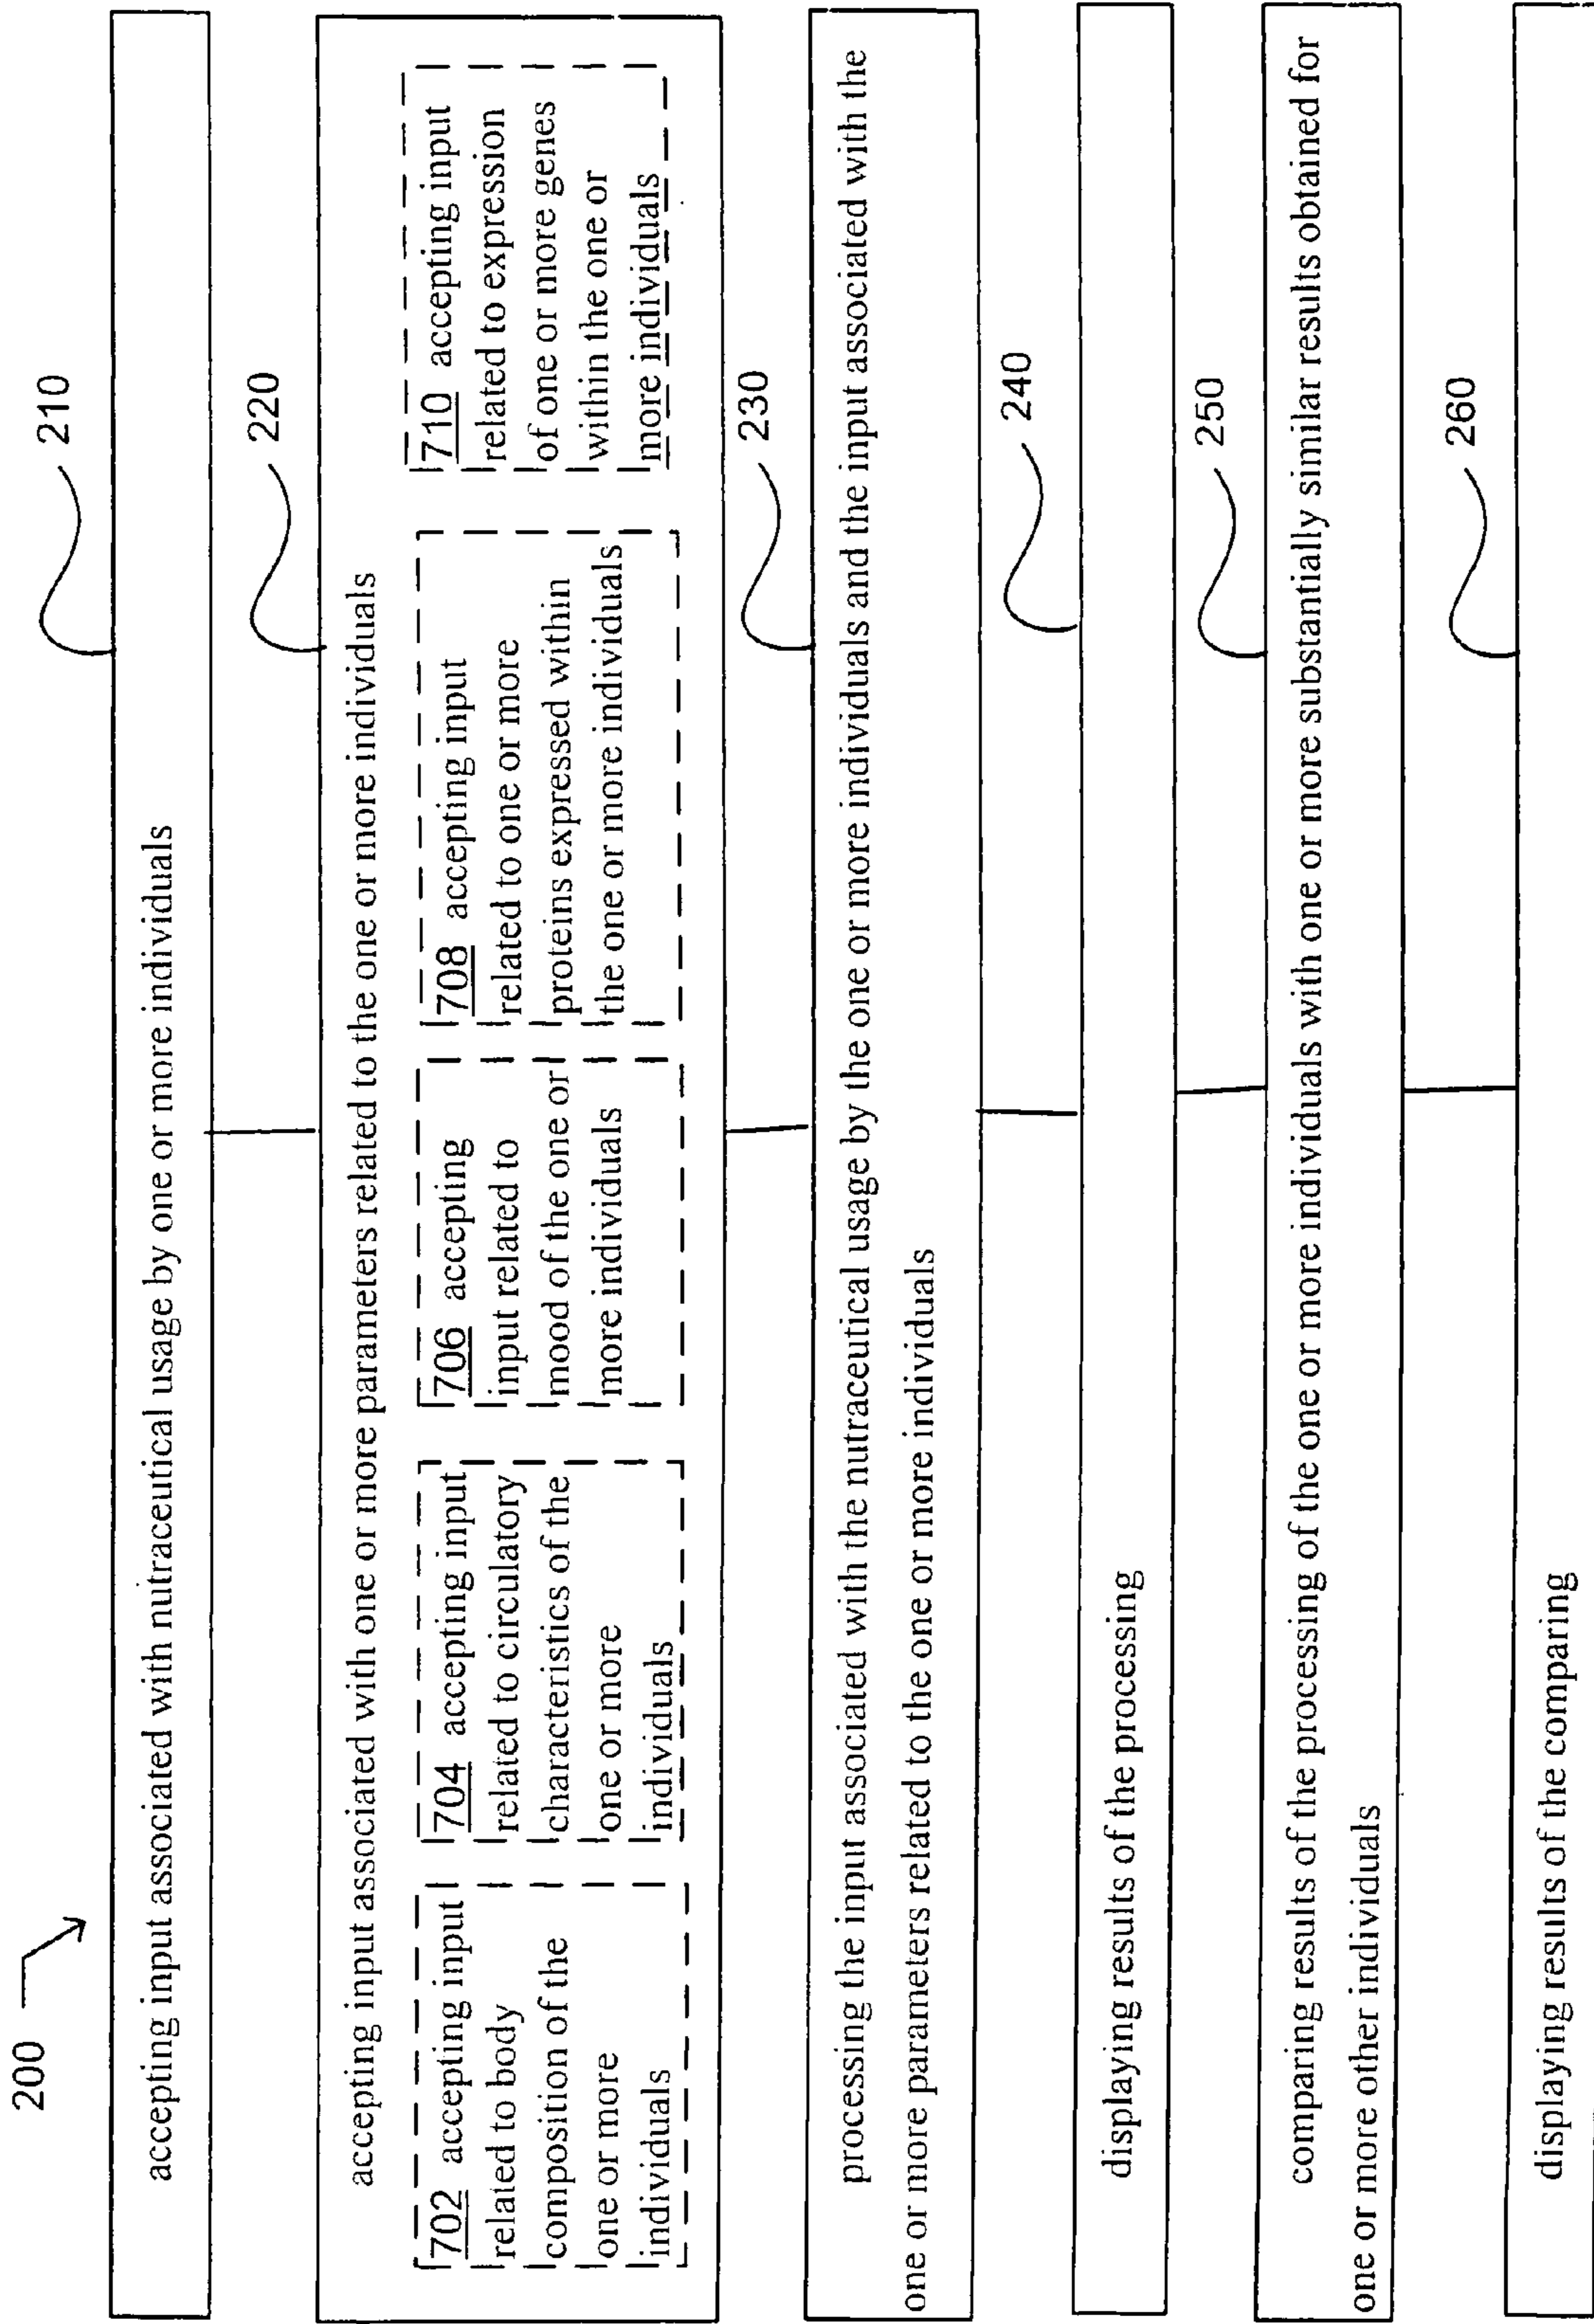 200
210
accepting input associated with nutraceutical usage by one or more individuals
220
accepting input associated with one or more parameters related to the one or more individuals
702 accepting input
related to body
composition of the
one or more
individuals
704 accepting input
related to circulatory
characteristics of the
one or more
individuals
706 accepting
input related to
mood of the one or
more individuals
708 accepting input
related to one or more
proteins expressed within
the one or more individuals
710 accepting input
related to expression
of one or more genes
within the one or
more individuals
230
processing the input associated with the nutraceutical usage by the one or more individuals and the input associated with the
one or more parameters related to the one or more individuals
240
displaying results of the processing
250
comparing results of the processing of the one or more individuals with one or more substantially similar results obtained for
one or more other individuals
260
displaying results of the comparing